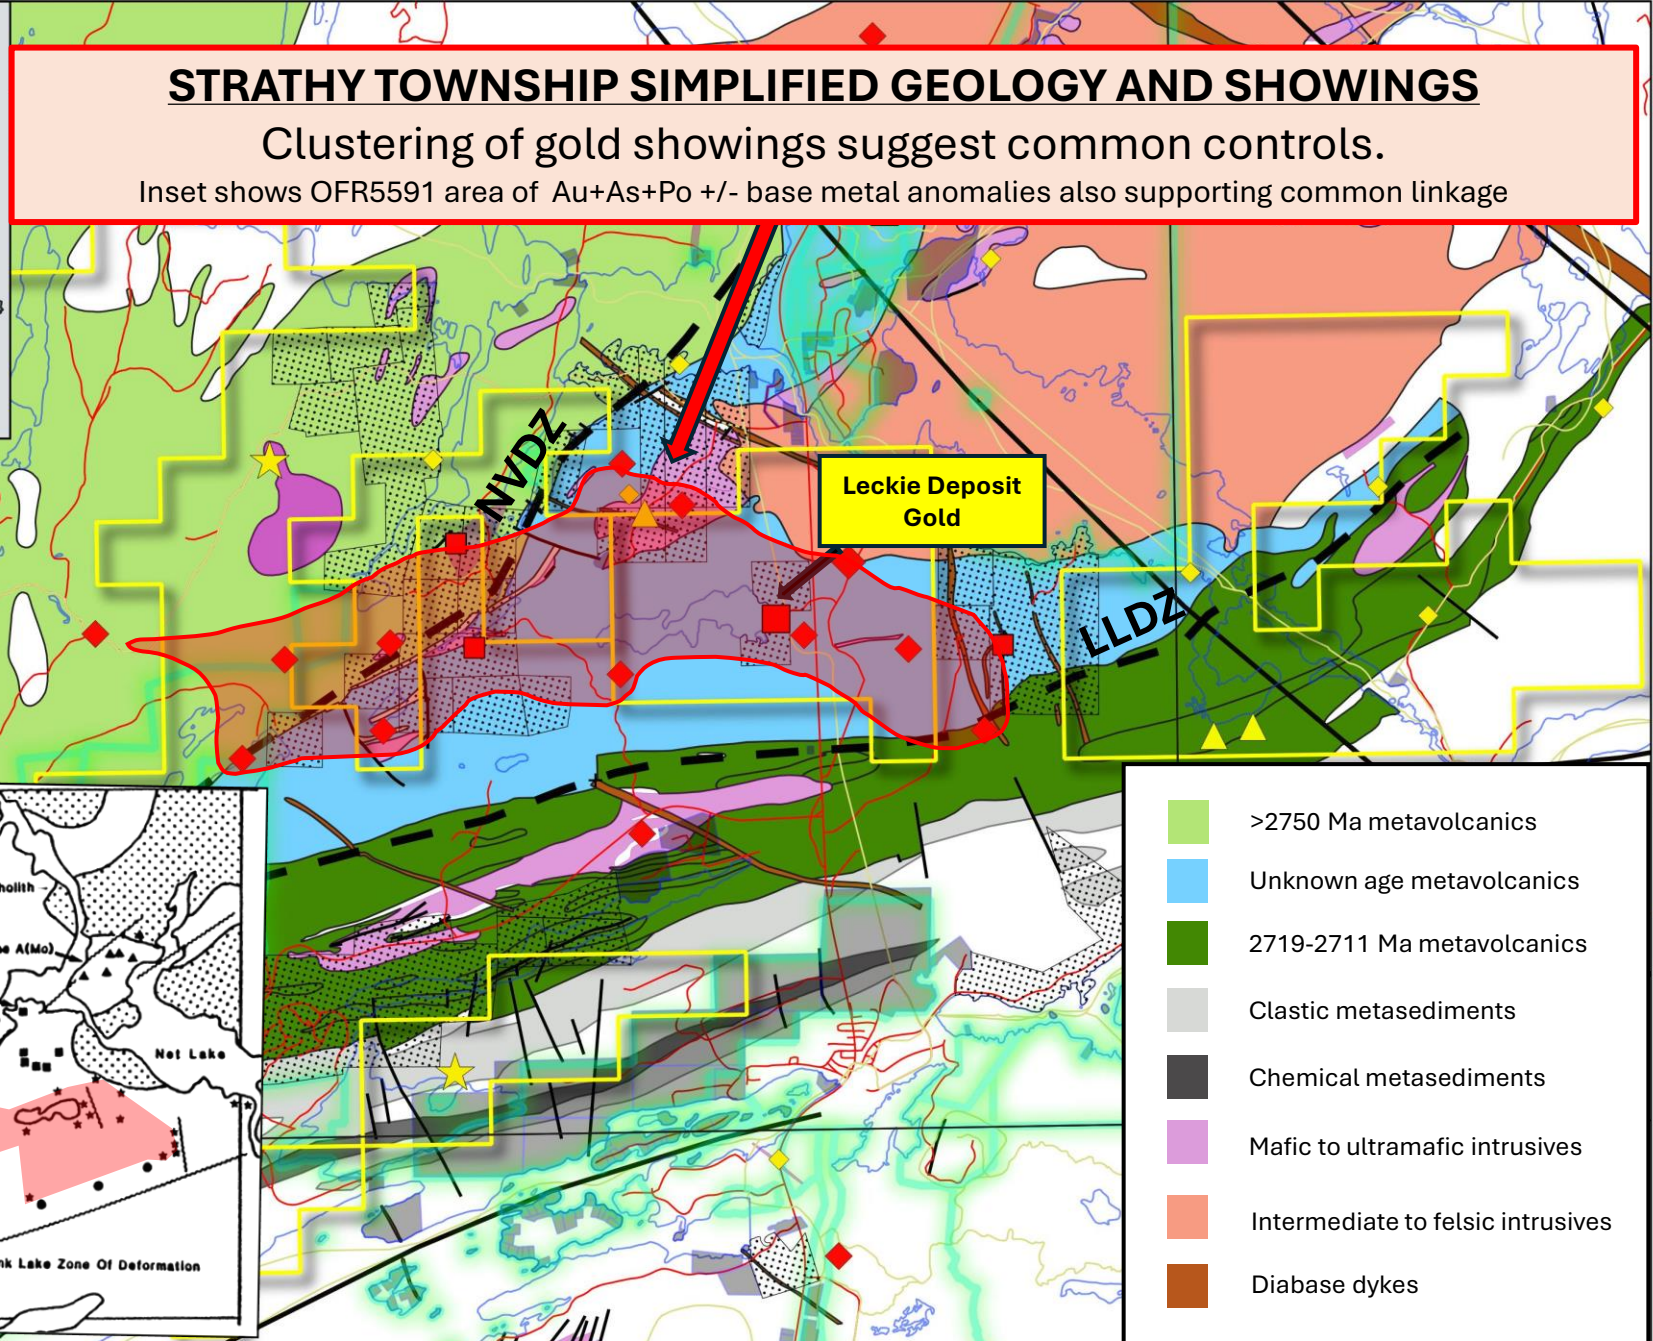 STRATHY TOWNSHIP SIMPLIFIED GEOLOGY AND SHOWINGS
Clustering of gold showings suggest common controls.
Inset shows OFR5591 area of Au+As+Po +/- base metal anomalies also supporting common linkage
NVDZ
Leckie Deposit
Gold
LLDZ
>2750 Ma metavolcanics
Unknown age metavolcanics
2719-2711 Ma metavolcanics
Clastic metasediments
Chemical metasediments
Mafic to ultramafic intrusives
Intermediate to felsic intrusives
Diabase dykes
holith
A(Mo)
Net Lake
Lake Zone Of Deformation